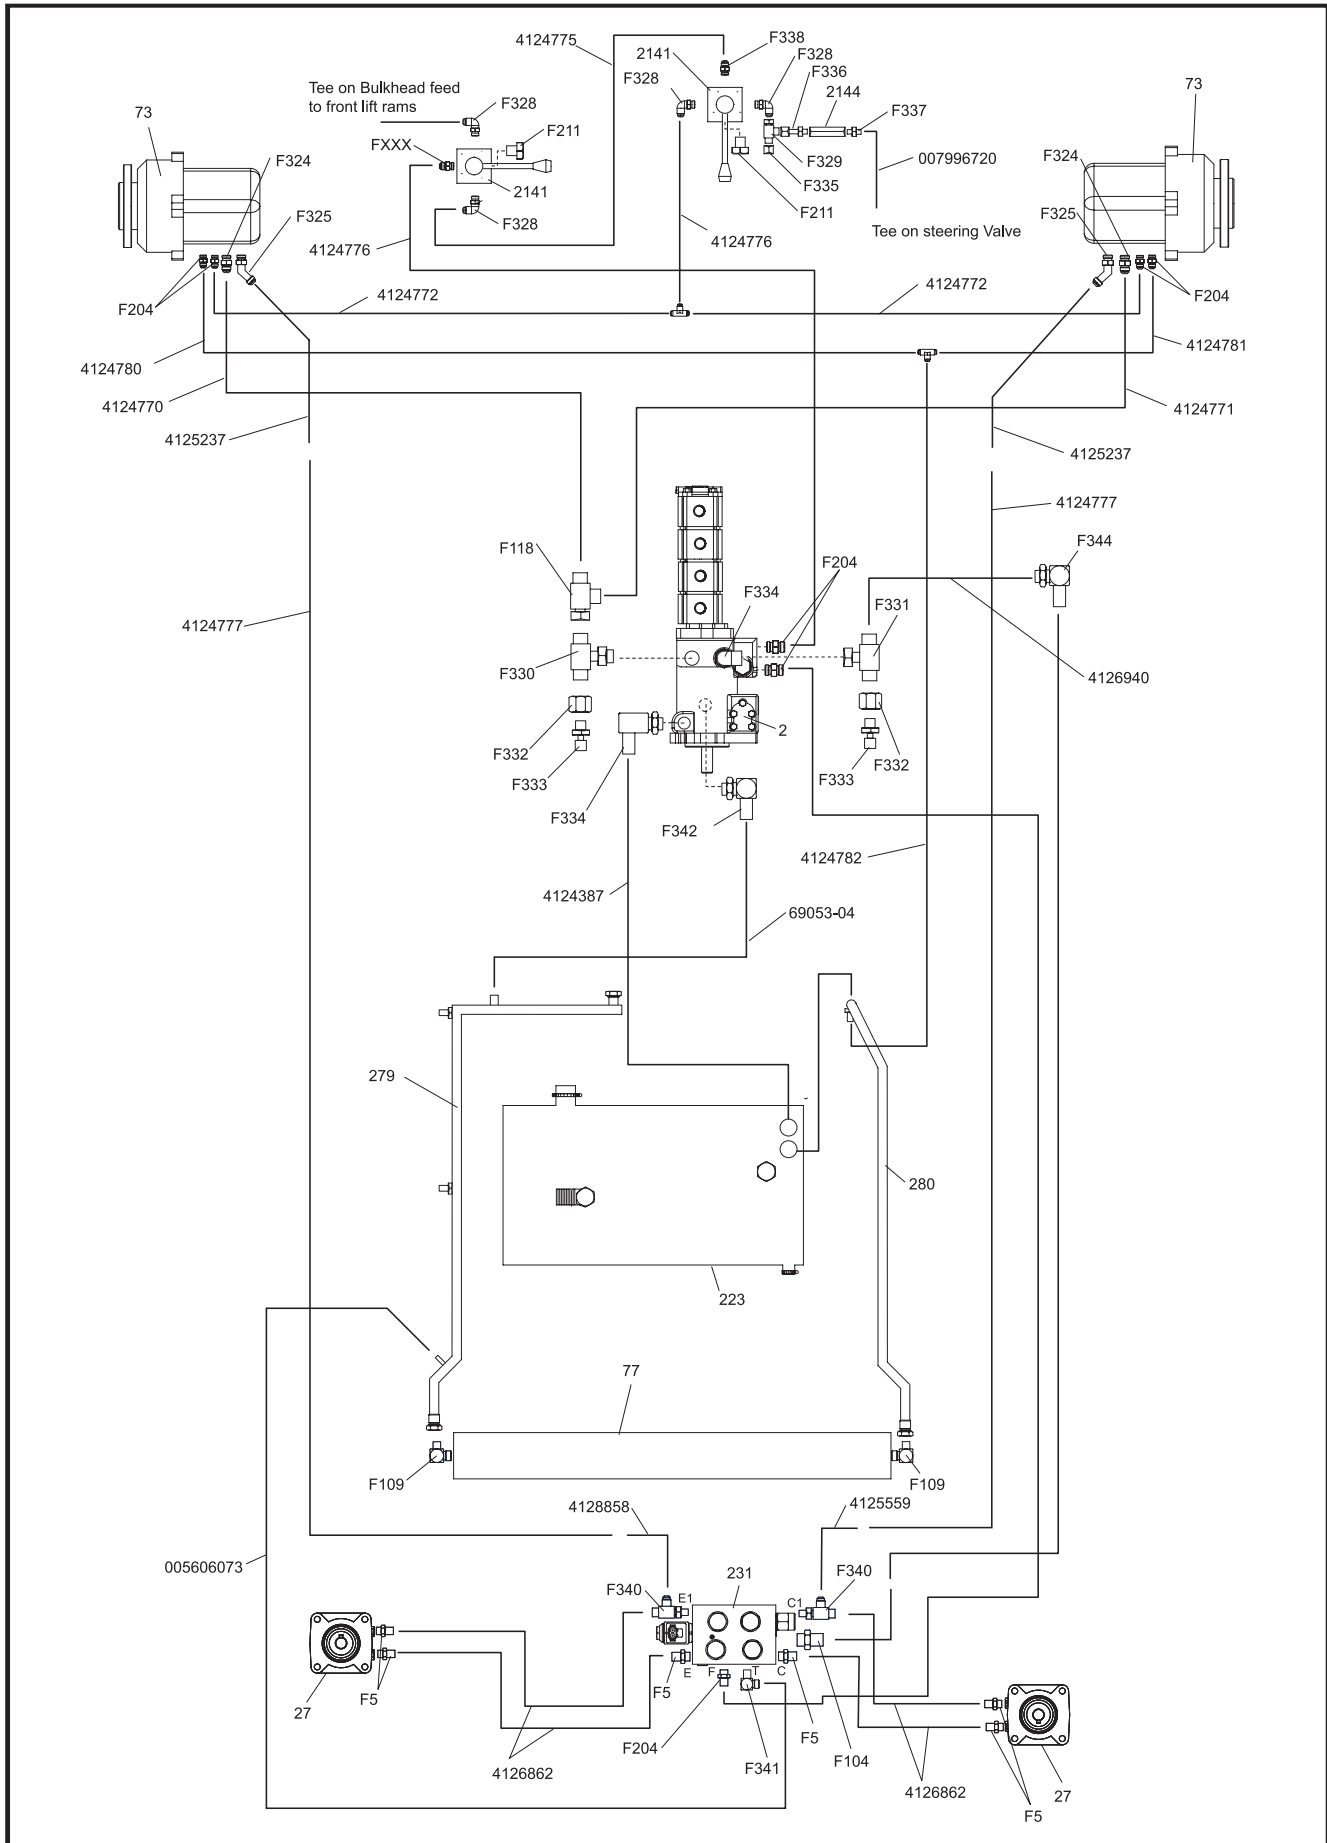 4124775
F338
2141
F328
F328
F336
2144
F337
73
Tee on Bulkhead feed
to front lift rams
F328
F211
73
FXXX
F324
2141
F329
007996720
F335
F324
F325
F328
F211
F325
4124776
4124776
Tee on steering Valve
F204
4124772
4124772
F204
4124780
4124781
4124770
4124771
4125237
4125237
4124777
F118
F204
F344
F334
F331
4124777
F330
4126940
2
F332
F333
F333
F332
F334
F342
4124782
4124387
69053-04
279
280
223
77
F109
F109
4128858
4125559
005606073
F340
E1
231
C1
F340
E
F
T
C
F5
27
F5
F204
F341
F5
F104
4126862
4126862
27
F5